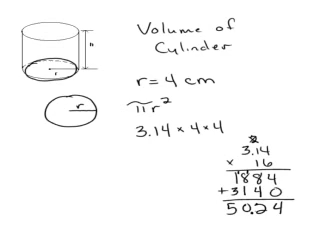 Volume of
Cylinder
h
r
r = 4 cm
r
πr²
3.14 × 4 × 4
2
3.14
× 16
1884
+3140
50.24